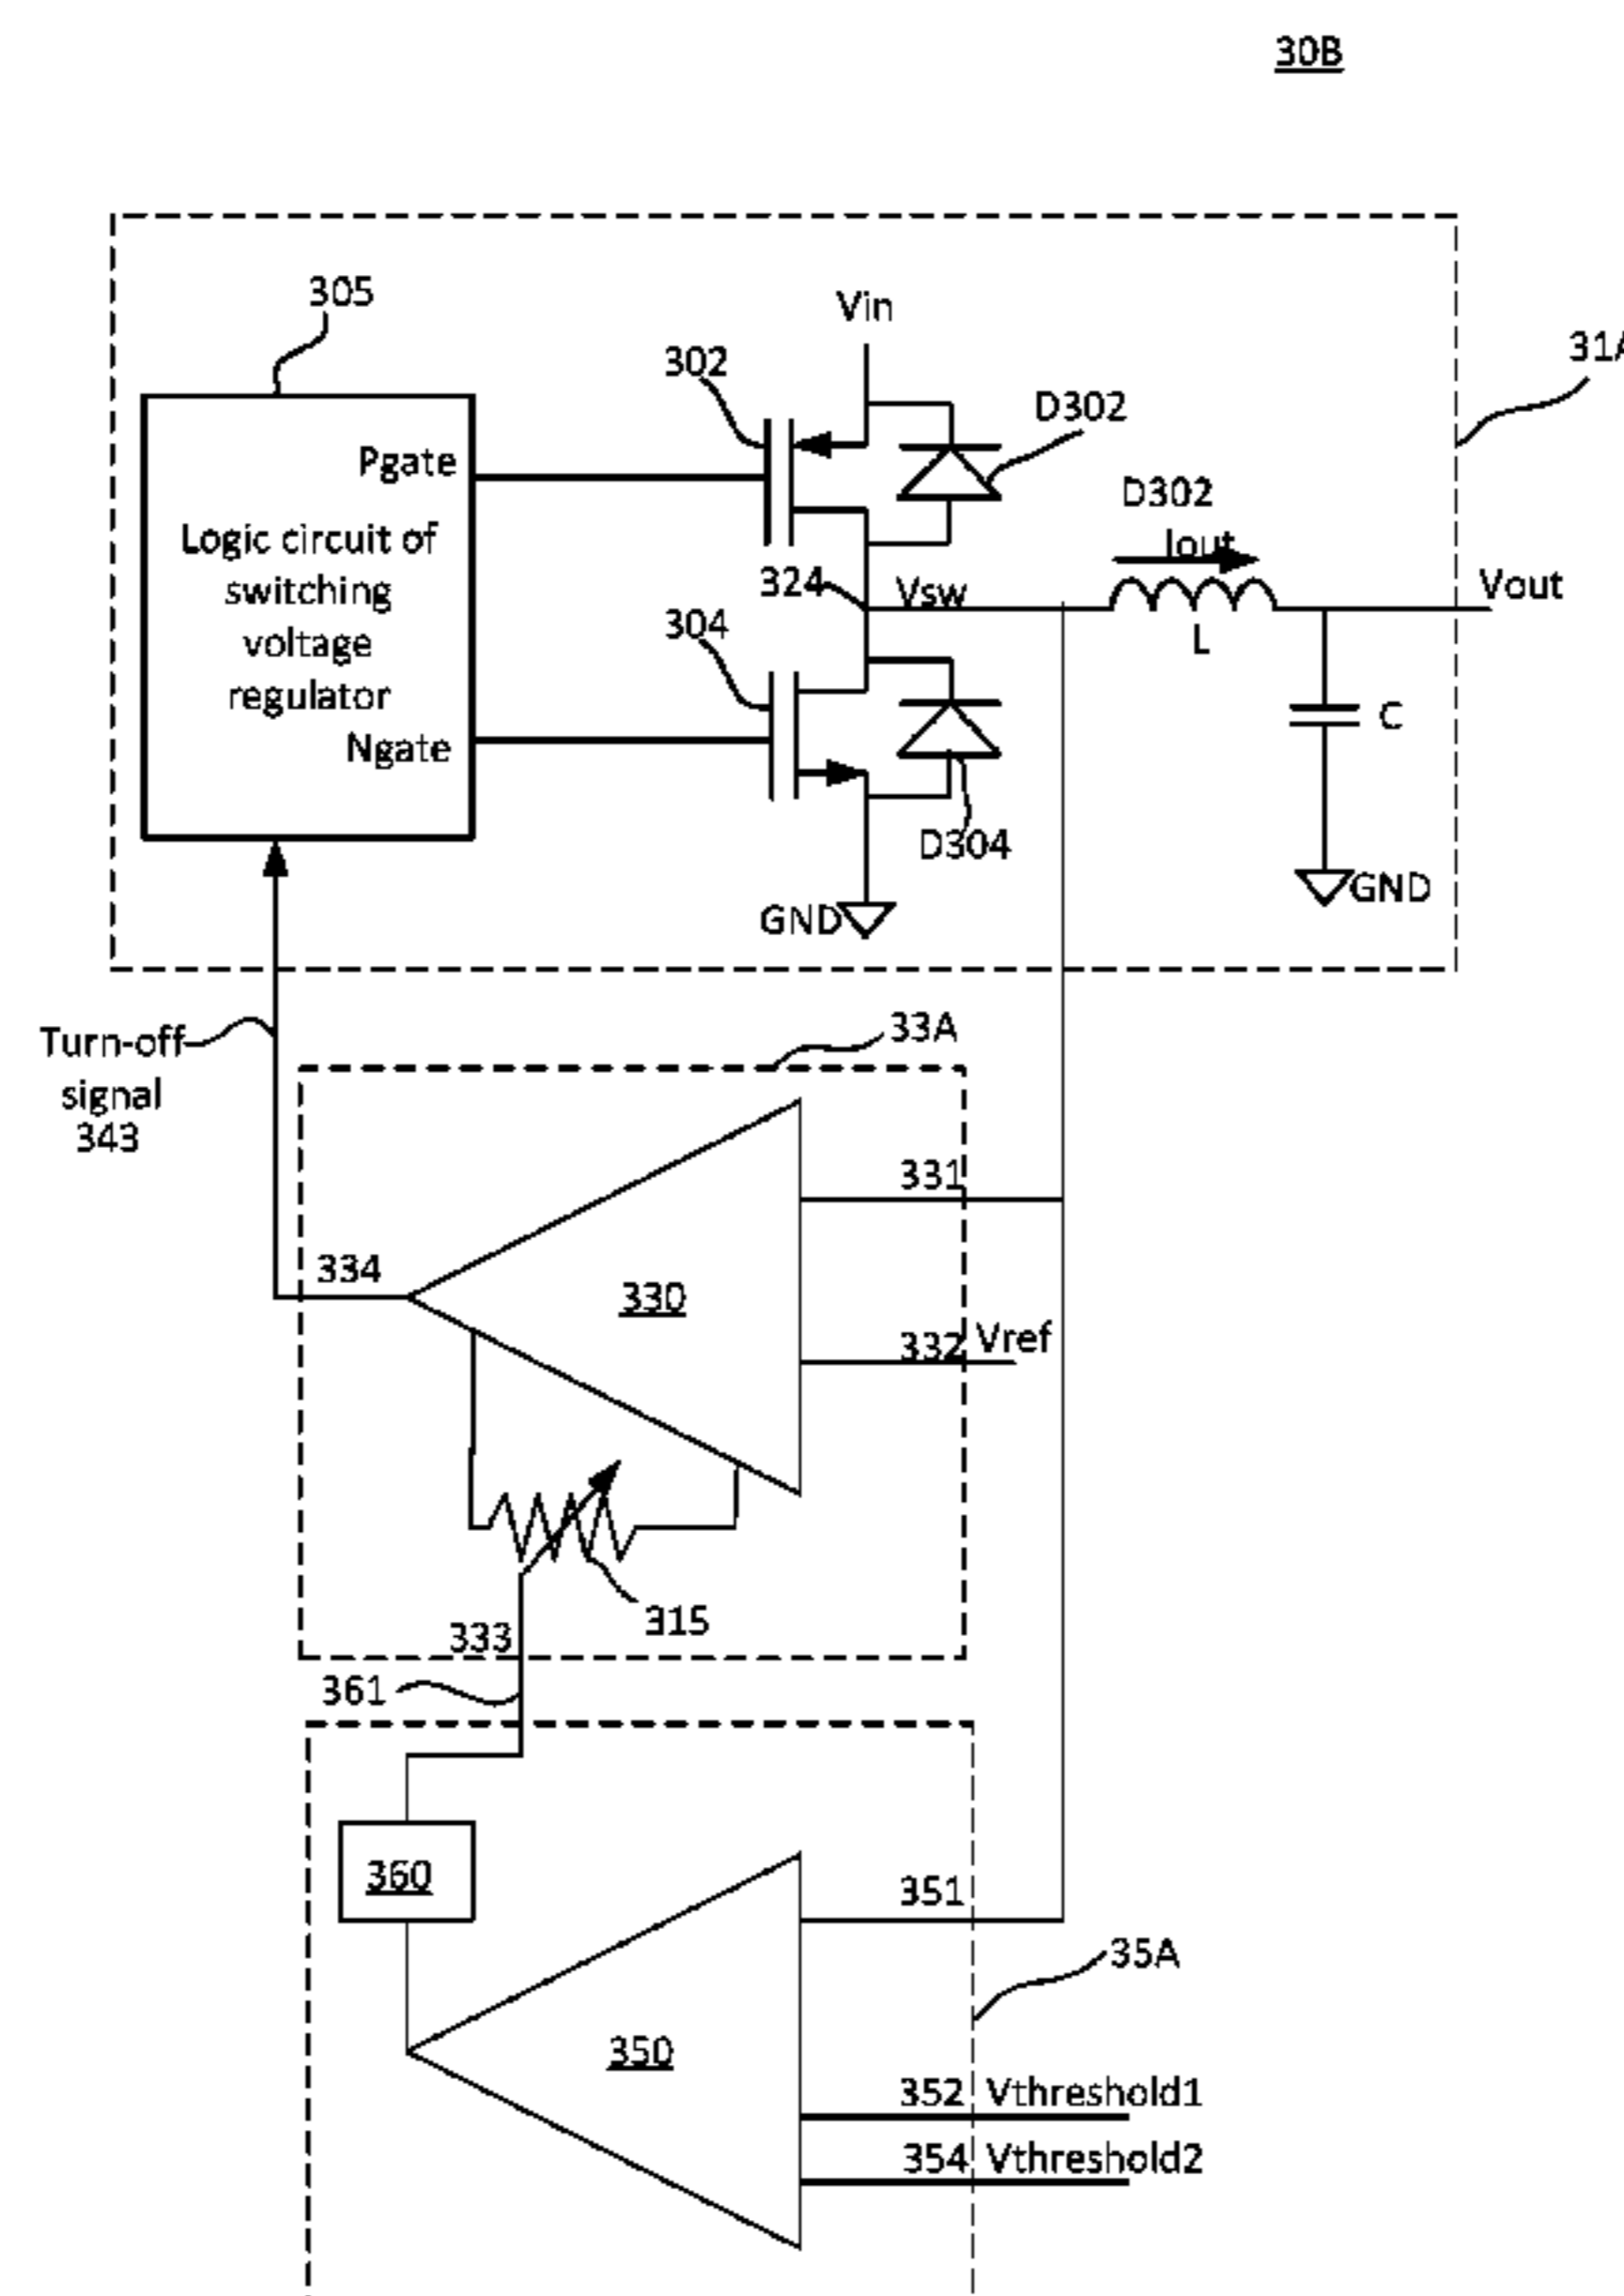 30B
305
Vin
302
D302
31A
Pgate
D302
Logic circuit of
switching
voltage
regulator
Iout
324
Vsw
Vout
304
L
C
Ngate
D304
GND
GND
Turn-off
signal
343
33A
331
334
330
332
Vref
315
333
361
360
351
35A
350
352
Vthreshold1
354
Vthreshold2